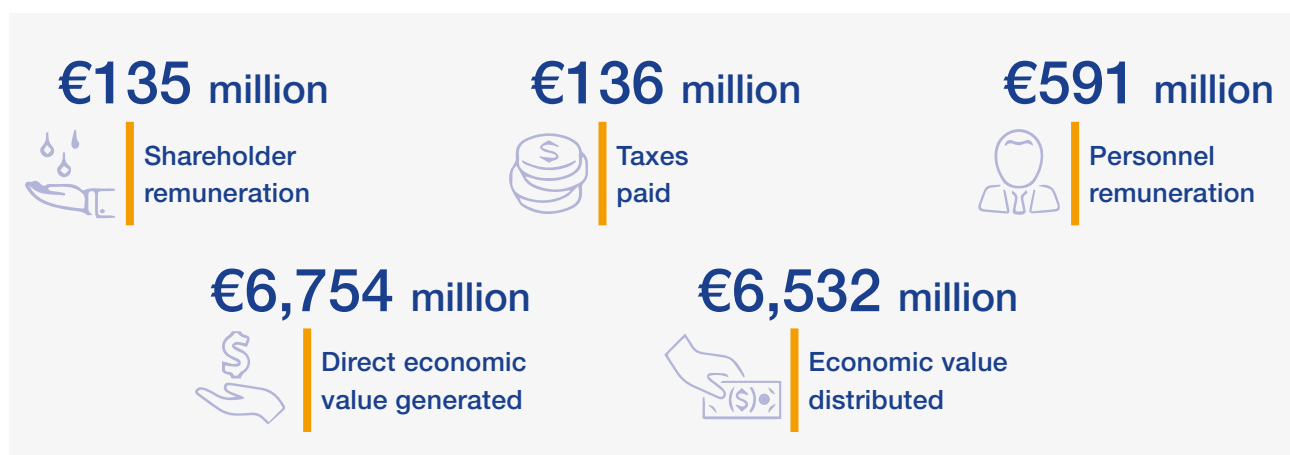 €135 million
Shareholder
remuneration
€136 million
Taxes
paid
€591 million
Personnel
remuneration
€6,754 million
Direct economic
value generated
€6,532 million
Economic value
distributed